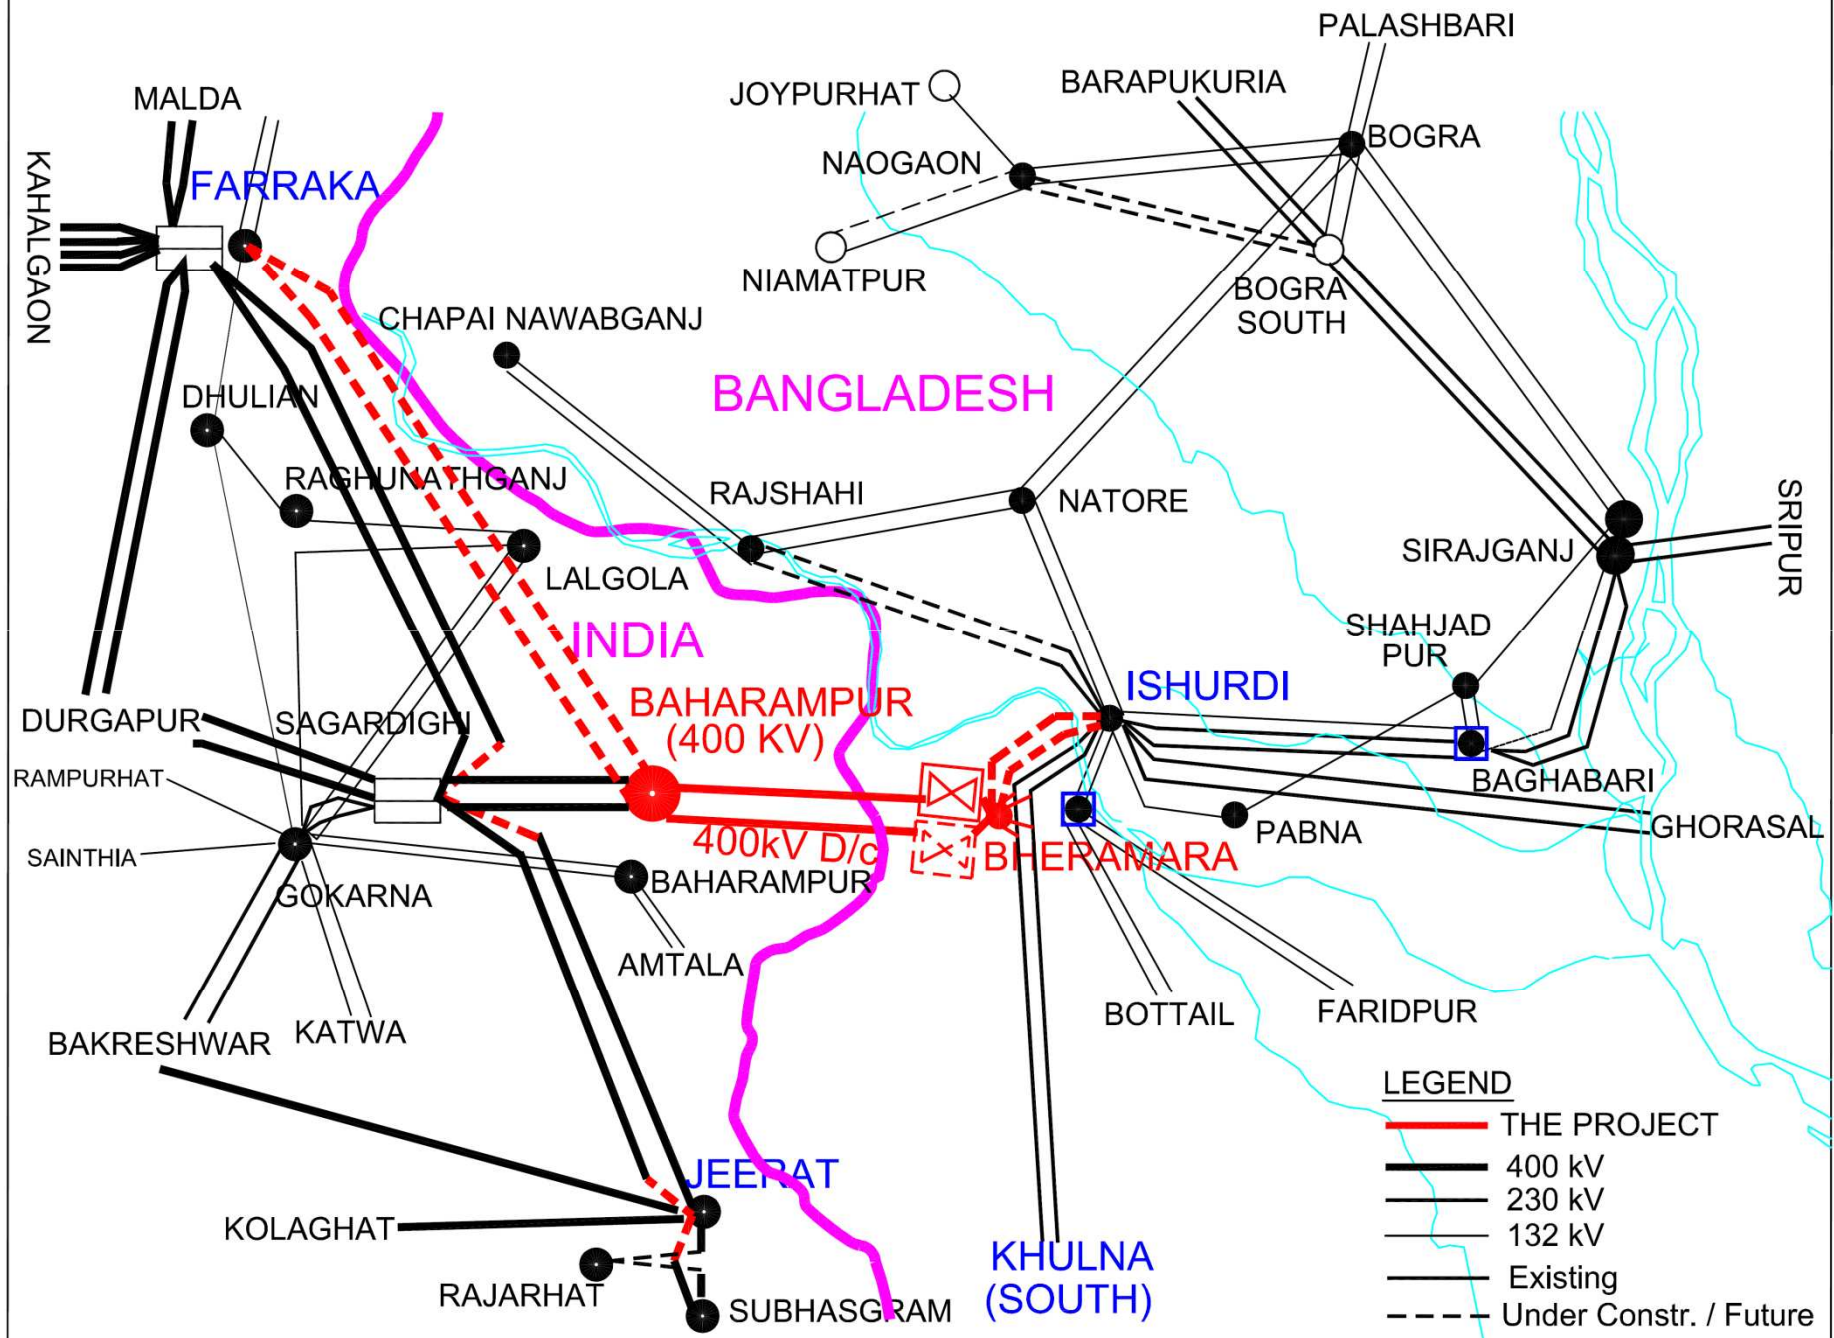 PALASHBARI
JOYPURHAT
BARAPUKURIA
MALDA
BOGRA
NAOGAON
FARRAKA
KAHALGAON
NIAMATPUR
BOGRA
SOUTH
CHAPAI NAWABGANJ
BANGLADESH
DHULIAN
RAGHUNATHGANJ
RAJSHAHI
NATORE
SRIPUR
SIRAJGANJ
LALGOLA
INDIA
SHAHJAD
PUR
ISHURDI
BAHARAMPUR
(400 KV)
DURGAPUR
SAGARDIGHI
RAMPURHAT
BAGHABARI
PABNA
GHORASAL
400kV D/c
BHERAMARA
SAINTHIA
GOKARNA
BAHARAMPUR
AMTALA
BOTTAIL
FARIDPUR
BAKRESHWAR
KATWA
LEGEND
THE PROJECT
400 kV
230 kV
132 kV
Existing
Under Constr. / Future
JEERAT
KOLAGHAT
KHULNA
(SOUTH)
RAJARHAT
SUBHASGRAM